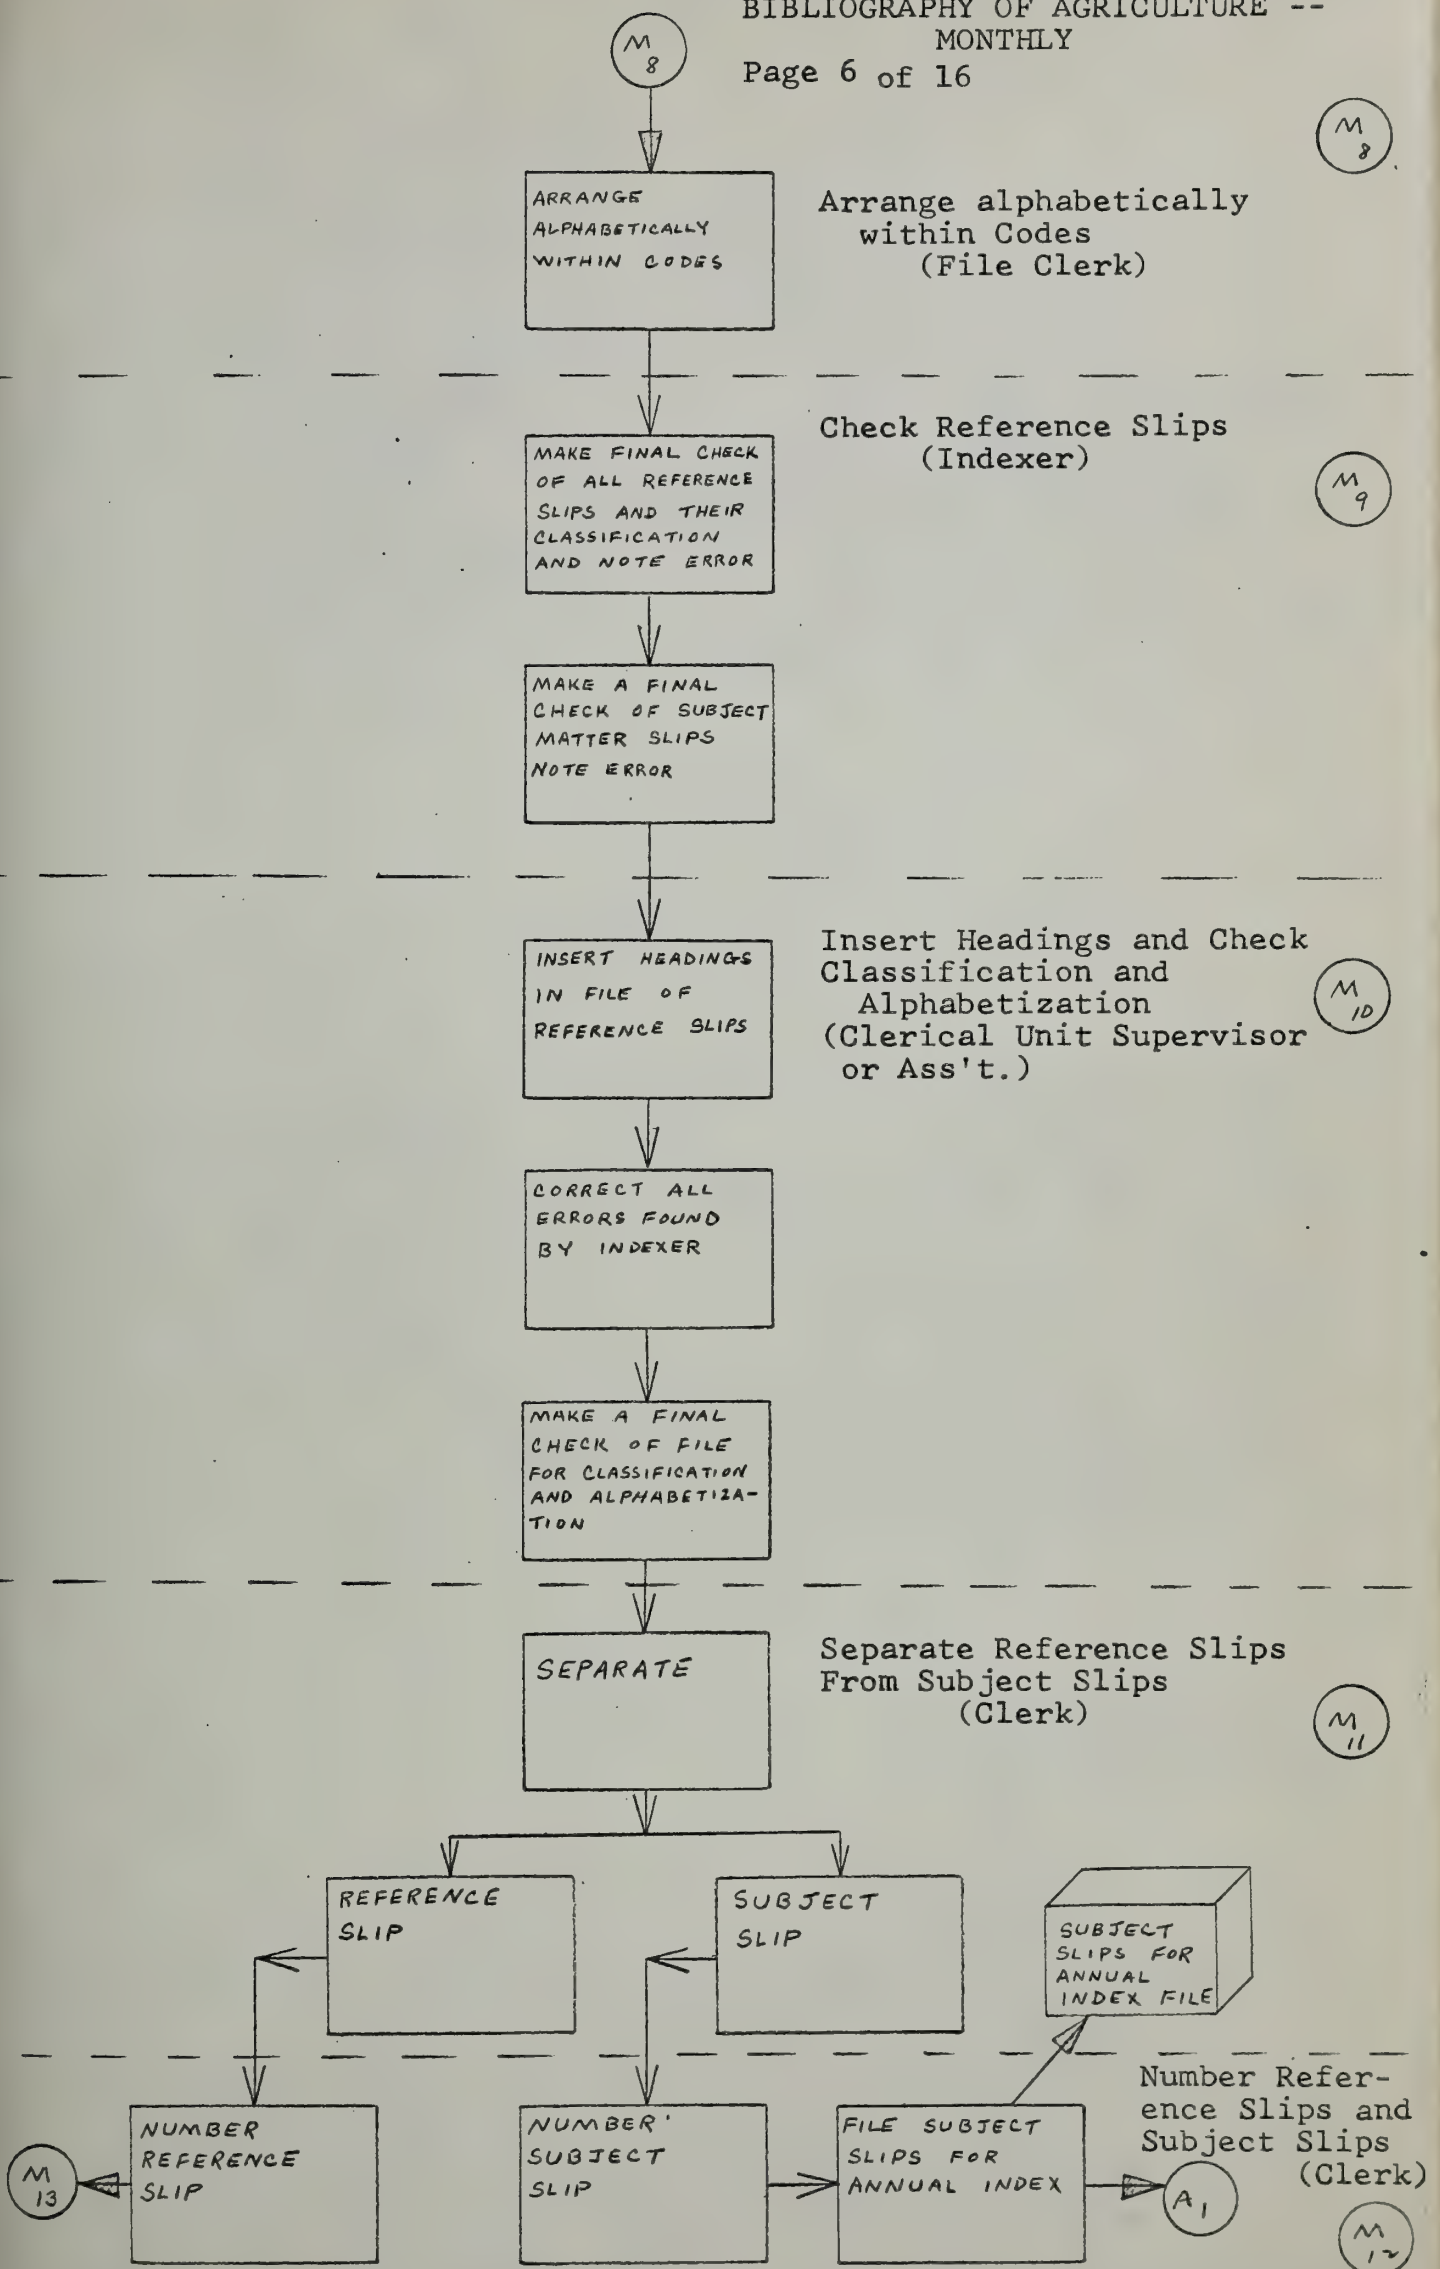 BIBLIOGRAPHY OF AGRICULTURE --
MONTHLY
Page 6 of 16
M
8
M
8
ARRANGE
ALPHABETICALLY
WITHIN CODES
Arrange alphabetically
within Codes
(File Clerk)
MAKE FINAL CHECK
OF ALL REFERENCE
SLIPS AND THEIR
CLASSIFICATION
AND NOTE ERROR
Check Reference Slips
(Indexer)
M
9
MAKE A FINAL
CHECK OF SUBJECT
MATTER SLIPS
NOTE ERROR
INSERT HEADINGS
IN FILE OF
REFERENCE SLIPS
Insert Headings and Check
Classification and
Alphabetization
(Clerical Unit Supervisor
or Ass't.)
M
10
CORRECT ALL
ERRORS FOUND
BY INDEXER
MAKE A FINAL
CHECK OF FILE
FOR CLASSIFICATION
AND ALPHABETIZA-
TION
SEPARATE
Separate Reference Slips
From Subject Slips
(Clerk)
M
11
REFERENCE
SLIP
SUBJECT
SLIP
SUBJECT
SLIPS FOR
ANNUAL
INDEX FILE
M
13
NUMBER
REFERENCE
SLIP
NUMBER
SUBJECT
SLIP
FILE SUBJECT
SLIPS FOR
ANNUAL INDEX
A1
Number Refer-
ence Slips and
Subject Slips
(Clerk)
M
12